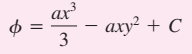 ϕ = ax³/3 − axy² + C